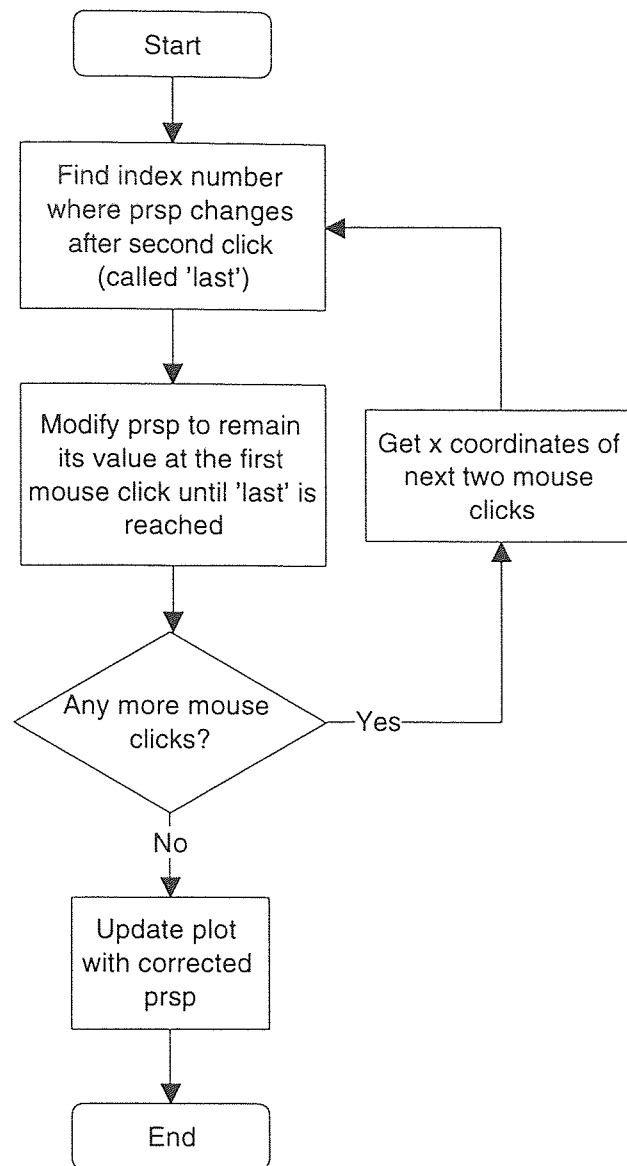 Start
Find index number
where prsp changes
after second click
(called 'last')
Modify prsp to remain
its value at the first
mouse click until 'last' is
reached
Get x coordinates of
next two mouse
clicks
Any more mouse
clicks?
Yes
No
Update plot
with corrected
prsp
End